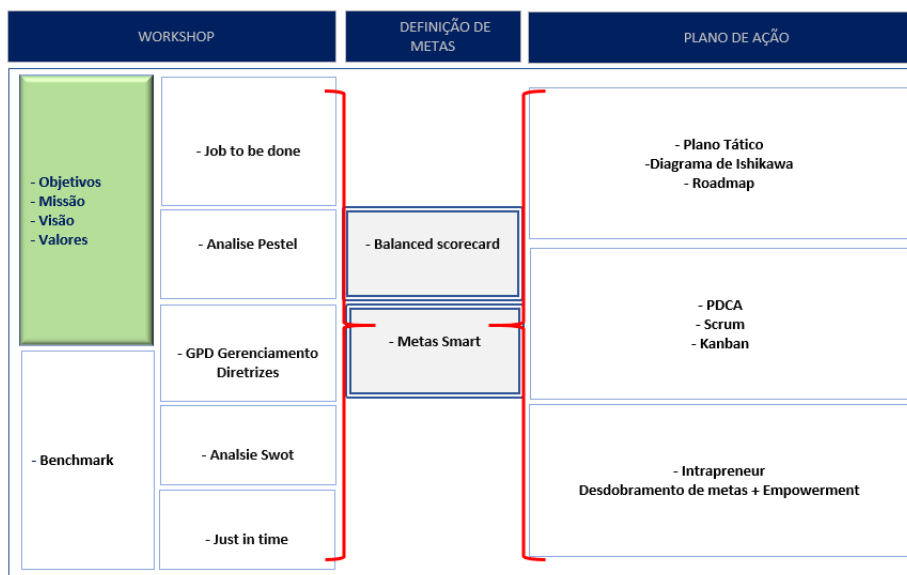 WORKSHOP
DEFINIÇÃO DE
METAS
PLANO DE AÇÃO
- Objetivos
- Missão
- Visão
- Valores
- Benchmark
- Job to be done
- Analise Pestel
- GPD Gerenciamento
Diretrizes
- Analsie Swot
- Just in time
- Balanced scorecard
- Metas Smart
- Plano Tático
-Diagrama de Ishikawa
- Roadmap
- PDCA
- Scrum
- Kanban
- Intrapreneur
Desdobramento de metas + Empowerment